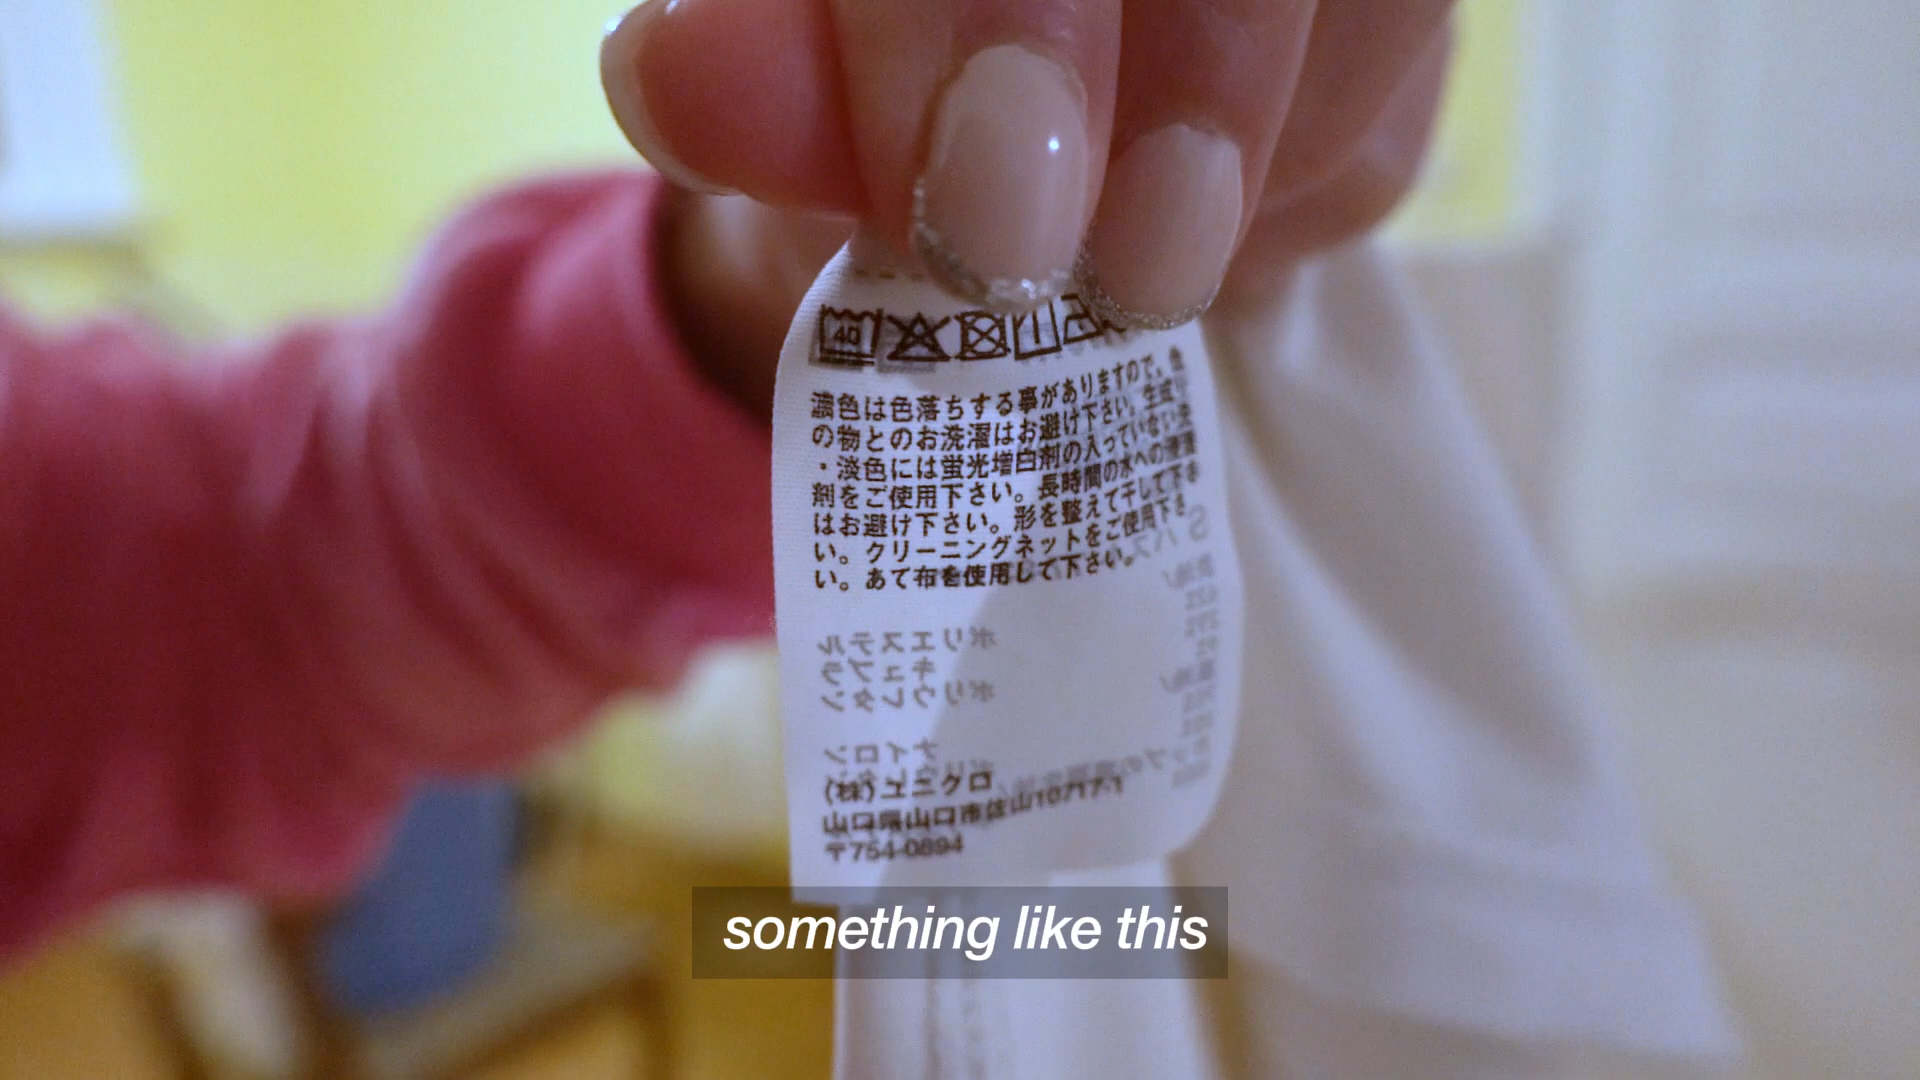 40
濃色は色落ちする事がありますので、色
の物とのお洗濯はお避け下さい。生成り
・淡色には蛍光増白剤の入っていない洗
剤をご使用下さい。長時間の水への浸漬
はお避け下さい。形を整えて干して下さ
い。クリーニングネットをご使用下さ
い。あて布を使用して下さい。
ポリエステル
キュプラ
ポリウレタン
ナイロン
(株)ユニクロ
山口県山口市佐山10717-1
〒754-0894
something like this